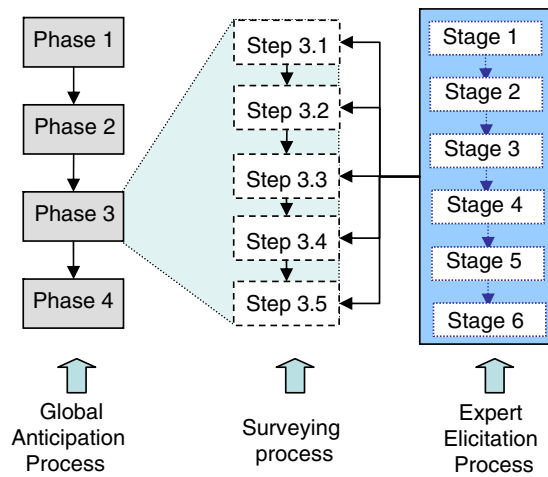 Phase 1
Phase 2
Phase 3
Phase 4
Step 3.1
Step 3.2
Step 3.3
Step 3.4
Step 3.5
Stage 1
Stage 2
Stage 3
Stage 4
Stage 5
Stage 6
Global
Anticipation
Process
Surveying
process
Expert
Elicitation
Process